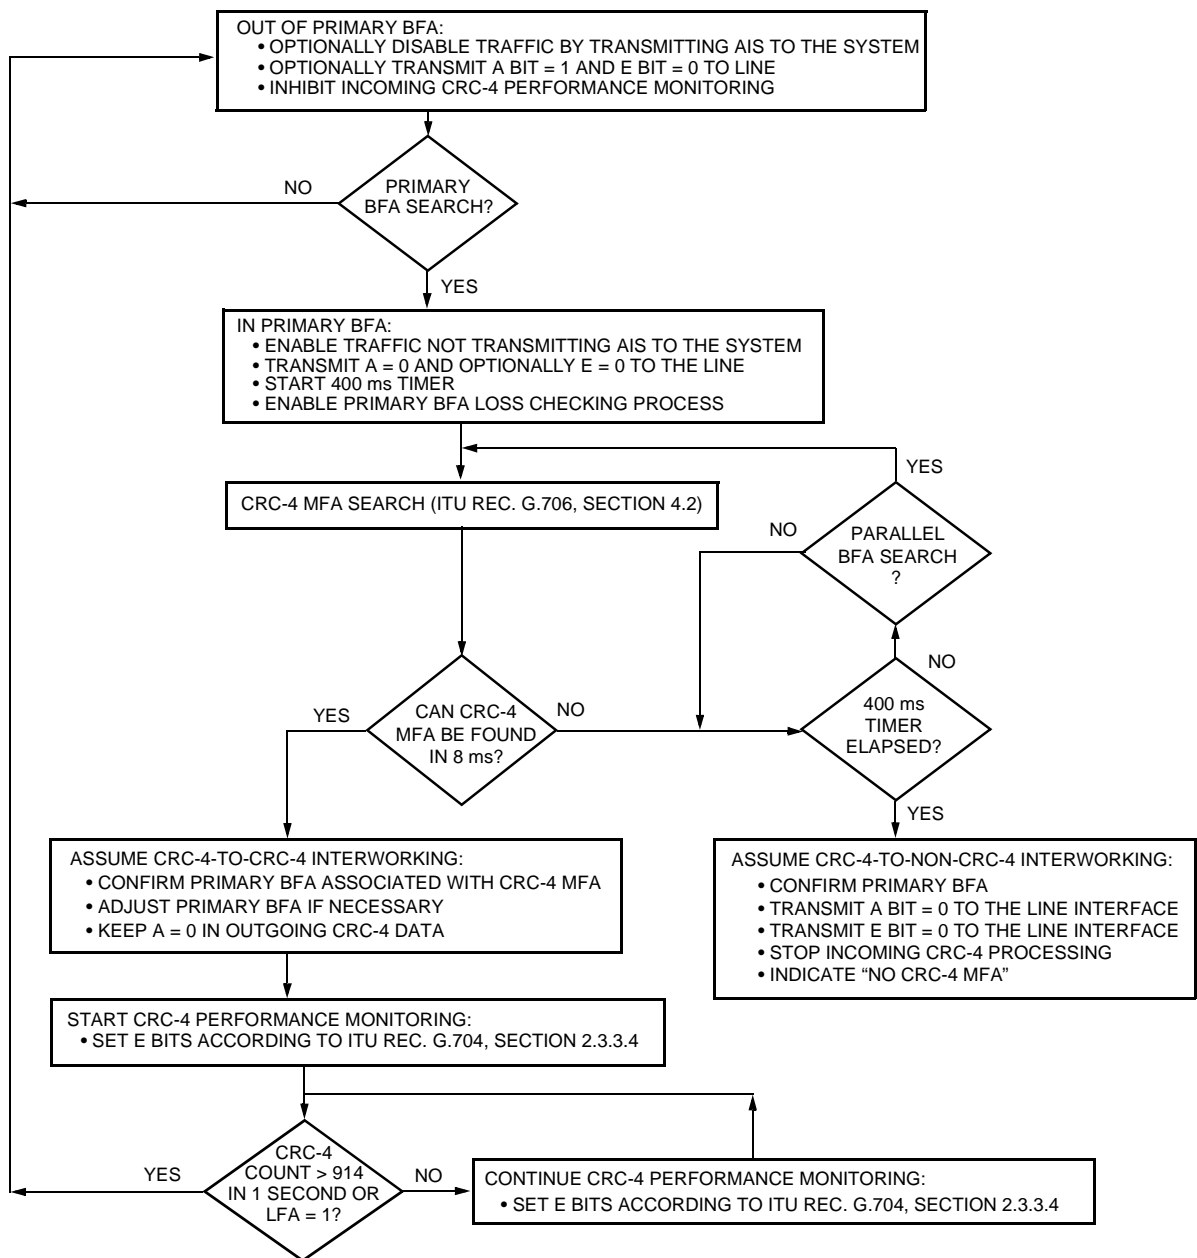 OUT OF PRIMARY BFA:
• OPTIONALLY DISABLE TRAFFIC BY TRANSMITTING AIS TO THE SYSTEM
• OPTIONALLY TRANSMIT A BIT = 1 AND E BIT = 0 TO LINE
• INHIBIT INCOMING CRC-4 PERFORMANCE MONITORING
NO
PRIMARY
BFA SEARCH?
YES
IN PRIMARY BFA:
• ENABLE TRAFFIC NOT TRANSMITTING AIS TO THE SYSTEM
• TRANSMIT A = 0 AND OPTIONALLY E = 0 TO THE LINE
• START 400 ms TIMER
• ENABLE PRIMARY BFA LOSS CHECKING PROCESS
YES
CRC-4 MFA SEARCH (ITU REC. G.706, SECTION 4.2)
NO
PARALLEL
BFA SEARCH
?
NO
YES
CAN CRC-4
MFA BE FOUND
IN 8 ms?
NO
400 ms
TIMER
ELAPSED?
YES
ASSUME CRC-4-TO-CRC-4 INTERWORKING:
• CONFIRM PRIMARY BFA ASSOCIATED WITH CRC-4 MFA
• ADJUST PRIMARY BFA IF NECESSARY
• KEEP A = 0 IN OUTGOING CRC-4 DATA
ASSUME CRC-4-TO-NON-CRC-4 INTERWORKING:
• CONFIRM PRIMARY BFA
• TRANSMIT A BIT = 0 TO THE LINE INTERFACE
• TRANSMIT E BIT = 0 TO THE LINE INTERFACE
• STOP INCOMING CRC-4 PROCESSING
• INDICATE “NO CRC-4 MFA”
START CRC-4 PERFORMANCE MONITORING:
• SET E BITS ACCORDING TO ITU REC. G.704, SECTION 2.3.3.4
YES
CRC-4
COUNT > 914
IN 1 SECOND OR
LFA = 1?
NO
CONTINUE CRC-4 PERFORMANCE MONITORING:
• SET E BITS ACCORDING TO ITU REC. G.704, SECTION 2.3.3.4